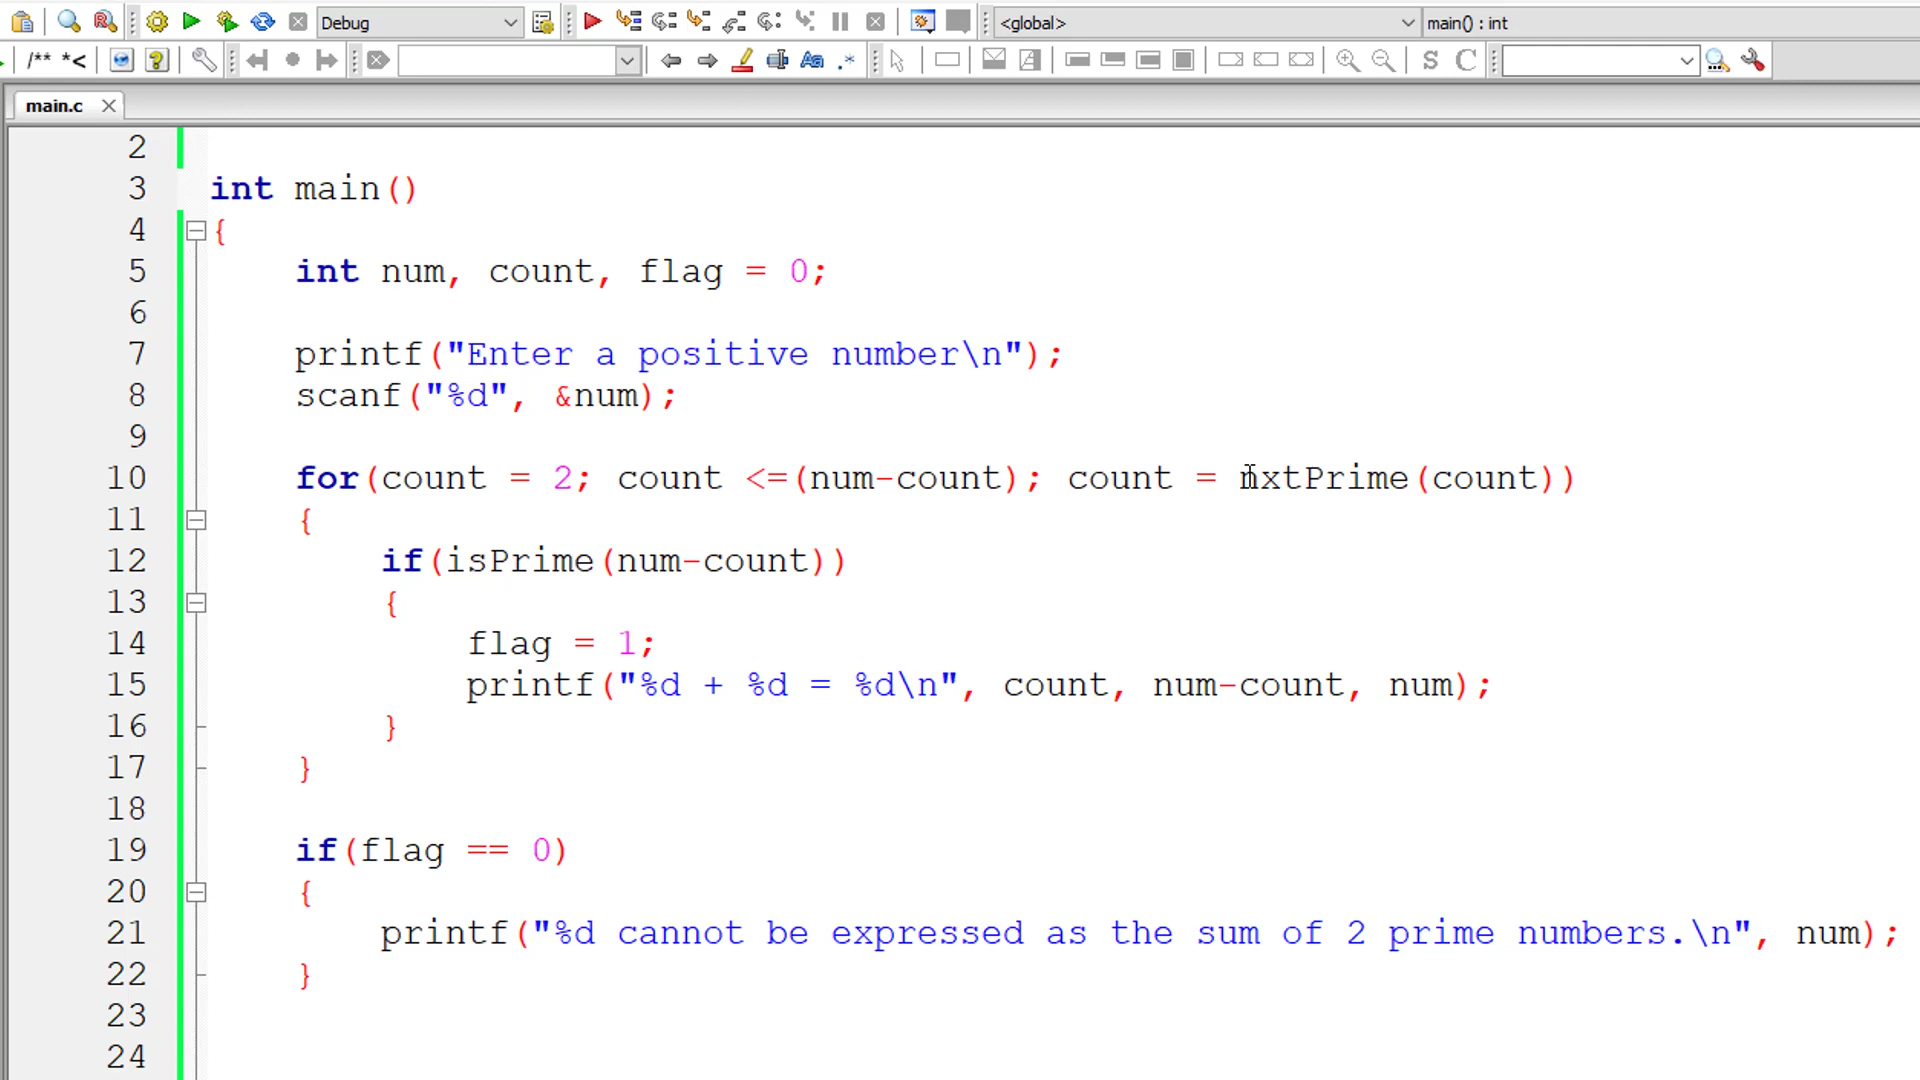 Debug <global> main() : int
/** *<
main.c
2
3 int main()
4 {
5 int num, count, flag = 0;
6
7 printf("Enter a positive number\n");
8 scanf("%d", &num);
9
10 for(count = 2; count <=(num-count); count = nxtPrime(count))
11 {
12 if(isPrime(num-count))
13 {
14 flag = 1;
15 printf("%d + %d = %d\n", count, num-count, num);
16 }
17 }
18
19 if(flag == 0)
20 {
21 printf("%d cannot be expressed as the sum of 2 prime numbers.\n", num);
22 }
23
24